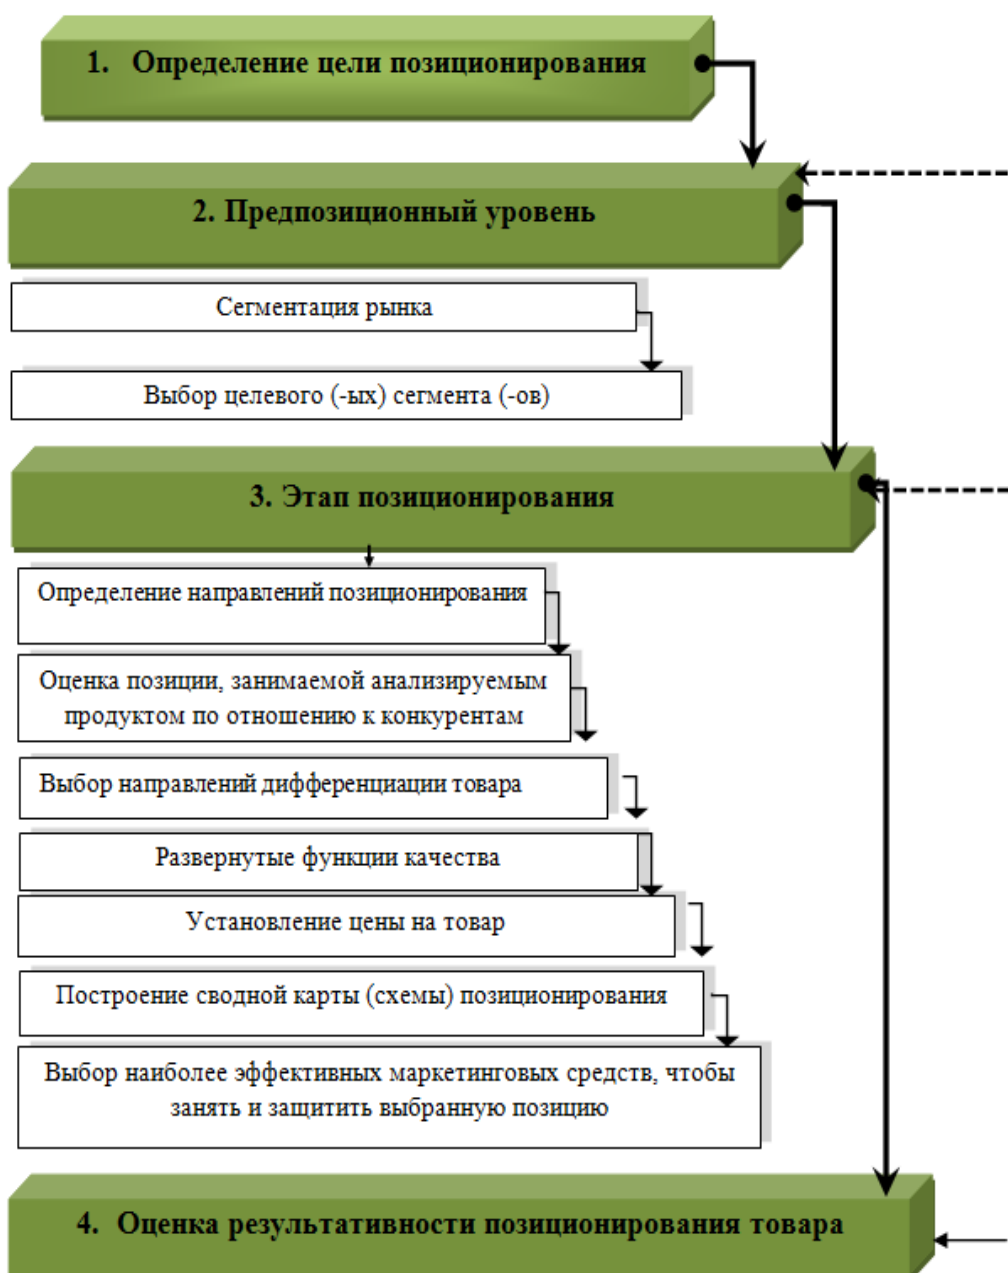 1. Определение цели позиционирования
2. Предпозиционный уровень
Сегментация рынка
Выбор целевого (-ых) сегмента (-ов)
3. Этап позиционирования
Определение направлений позиционирования
Оценка позиции, занимаемой анализируемым
продуктом по отношению к конкурентам
Выбор направлений дифференциации товара
Развернутые функции качества
Установление цены на товар
Построение сводной карты (схемы) позиционирования
Выбор наиболее эффективных маркетинговых средств, чтобы
занять и защитить выбранную позицию
4. Оценка результативности позиционирования товара